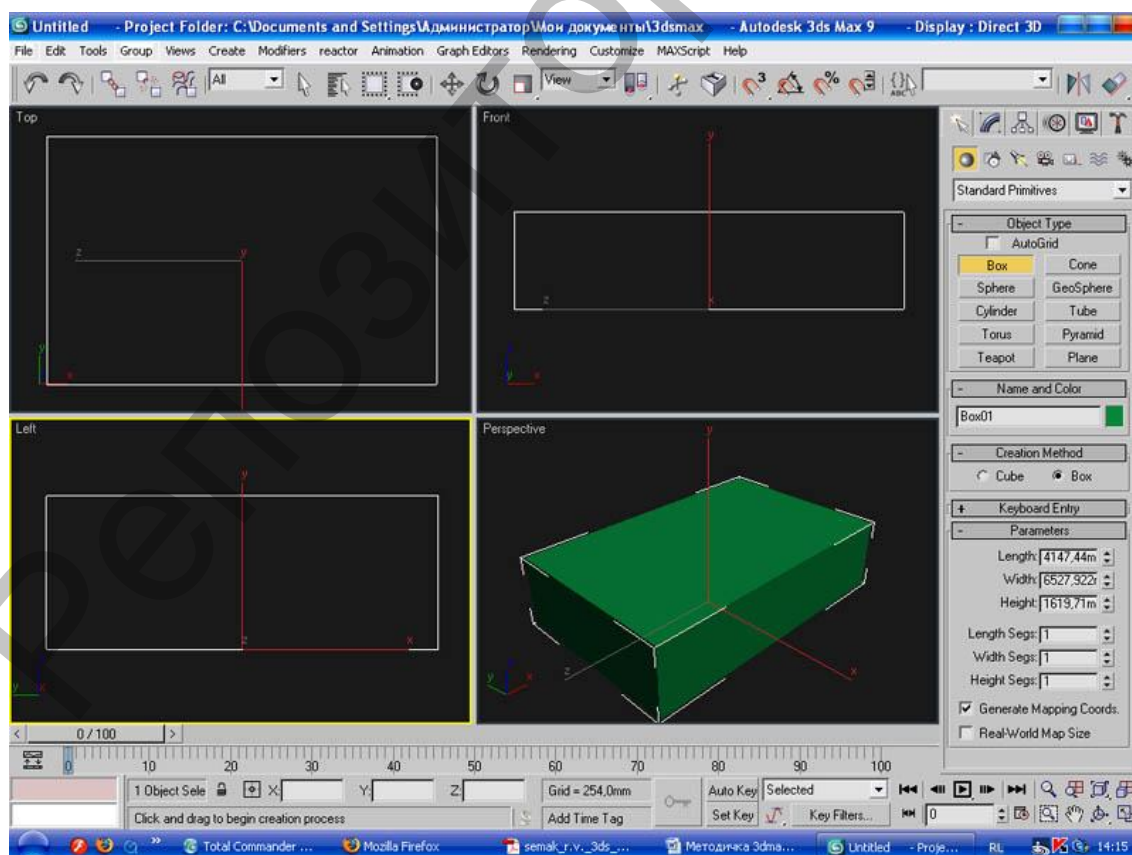 Untitled - Project Folder: C:\Documents and Settings\Администратор\Мои документы\3dsmax - Autodesk 3ds Max 9 - Display : Direct 3D
File Edit Tools Group Views Create Modifiers reactor Animation Graph Editors Rendering Customize MAXScript Help
All View
Top
Front
Left
Perspective
Standard Primitives
- Object Type
AutoGrid
Box Cone
Sphere GeoSphere
Cylinder Tube
Torus Pyramid
Teapot Plane
- Name and Color
Box01
- Creation Method
Cube Box
+ Keyboard Entry
- Parameters
Length: 4147,44m
Width: 6527,922r
Height: 1619,71m
Length Segs: 1
Width Segs: 1
Height Segs: 1
Generate Mapping Coords.
Real-World Map Size
< 0 / 100 >
0 10 20 30 40 50 60 70 80 90 100
1 Object Sele X: Y: Z: Grid = 254,0mm Auto Key Selected
Click and drag to begin creation process Add Time Tag Set Key Key Filters... 0
Total Commander ... Mozilla Firefox semak_r.v._3ds_... Методичка 3dma... Untitled - Proje... RL 14:15
Репозито